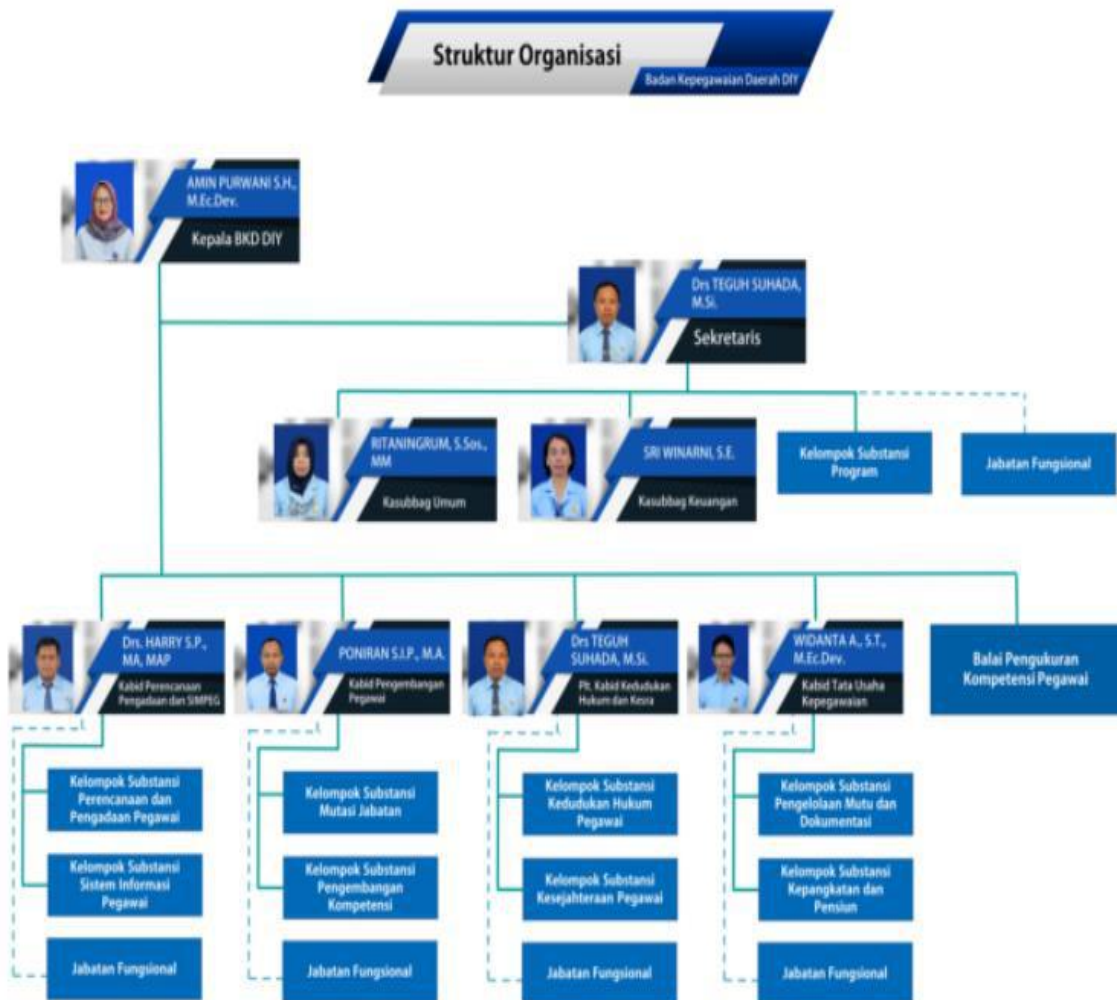 Struktur Organisasi
Badan Kepegawaian Daerah DIY
AMIN PURWANI S.H.,
M.Ec.Dev.
Kepala BKD DIY
Drs TEGUH SUHADA,
M.Si.
Sekretaris
RITANINGRUM, S.Sos.,
MM
Kasubbag Umum
SRI WINARNI, S.E.
Kasubbag Keuangan
Kelompok Substansi
Program
Jabatan Fungsional
Drs. HARRY S.P.,
MA, MAP
Kabid Perencanaan
Pengadaan dan SIMPEG
PONIRAN S.I.P., M.A.
Kabid Pengembangan
Pegawai
Drs TEGUH
SUHADA, M.Si.
Plt. Kabid Kedudukan
Hukum dan Kesra
WIDANTA A., S.T.,
M.Ec.Dev.
Kabid Tata Usaha
Kepegawaian
Balai Pengukuran
Kompetensi Pegawai
Kelompok Substansi
Perencanaan dan
Pengadaan Pegawai
Kelompok Substansi
Mutasi Jabatan
Kelompok Substansi
Kedudukan Hukum
Pegawai
Kelompok Substansi
Pengelolaan Mutu dan
Dokumentasi
Kelompok Substansi
Sistem Informasi
Pegawai
Kelompok Substansi
Pengembangan
Kompetensi
Kelompok Substansi
Kesejahteraan Pegawai
Kelompok Substansi
Kepangkatan dan
Pensiun
Jabatan Fungsional
Jabatan Fungsional
Jabatan Fungsional
Jabatan Fungsional